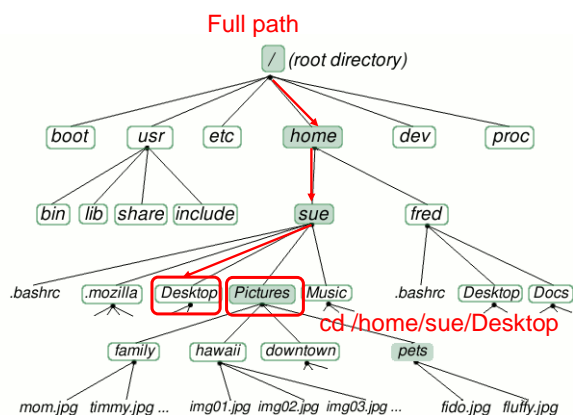 Full path
/ (root directory)
boot usr etc home dev proc
bin lib share include sue fred
.bashrc .mozilla Desktop Pictures Music .bashrc Desktop Docs
cd /home/sue/Desktop
family hawaii downtown pets
mom.jpg timmy.jpg ... img01.jpg img02.jpg img03.jpg ... fido.jpg fluffy.jpg